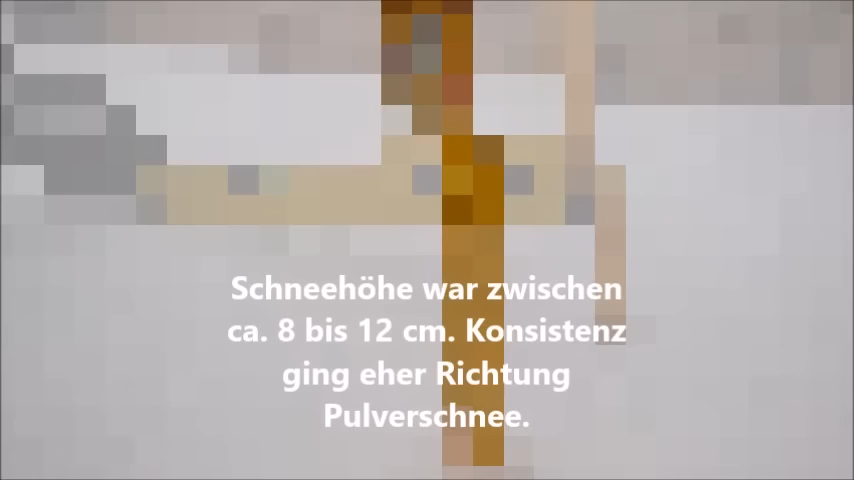 Schneehöhe war zwischen
ca. 8 bis 12 cm. Konsistenz
ging eher Richtung
Pulverschnee.